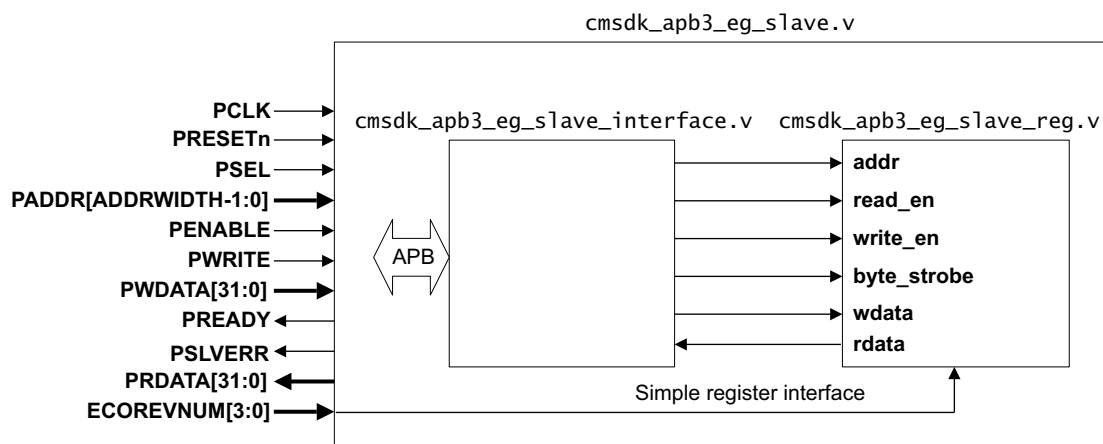 cmsdk_apb3_eg_slave.v
PCLK
PRESETn
PSEL
PADDR[ADDRWIDTH-1:0]
PENABLE
PWRITE
PWDATA[31:0]
PREADY
PSLVERR
PRDATA[31:0]
ECOREVNUM[3:0]
cmsdk_apb3_eg_slave_interface.v
APB
cmsdk_apb3_eg_slave_reg.v
addr
read_en
write_en
byte_strobe
wdata
rdata
Simple register interface